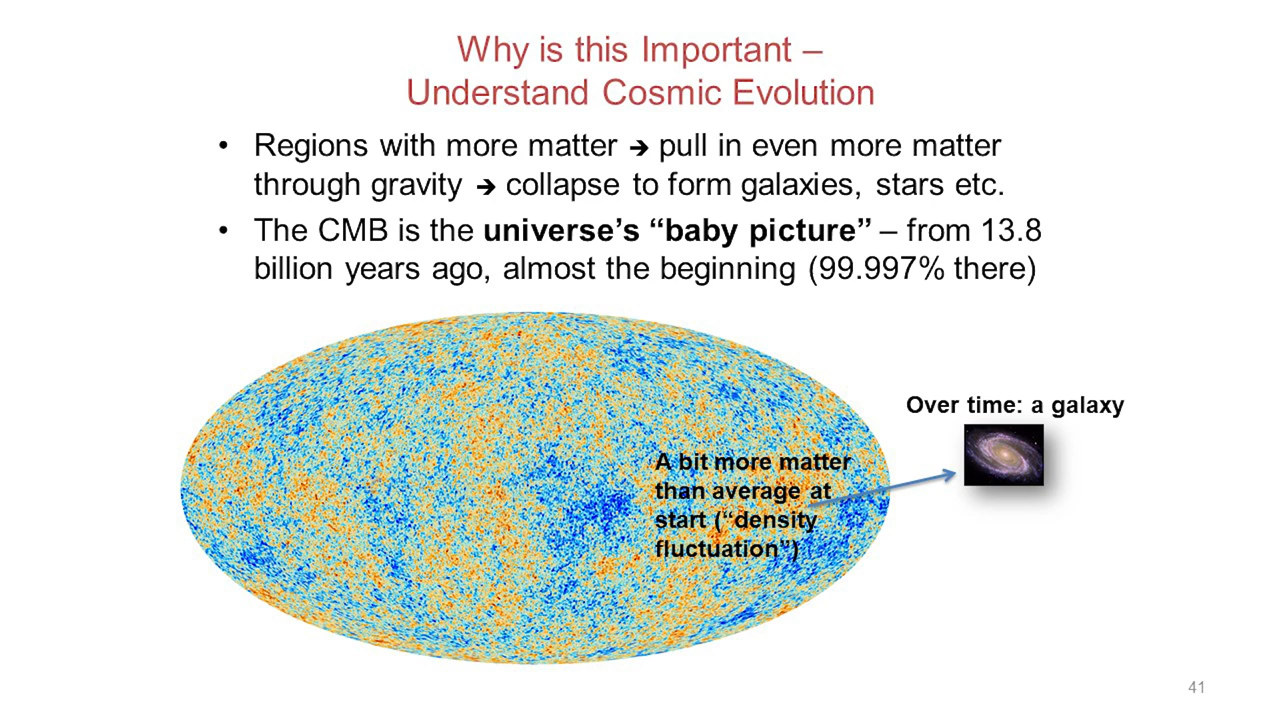 Why is this Important –
Understand Cosmic Evolution
• Regions with more matter ➔ pull in even more matter
through gravity ➔ collapse to form galaxies, stars etc.
• The CMB is the universe’s “baby picture” – from 13.8
billion years ago, almost the beginning (99.997% there)
Over time: a galaxy
A bit more matter
than average at
start (“density
fluctuation”)
41